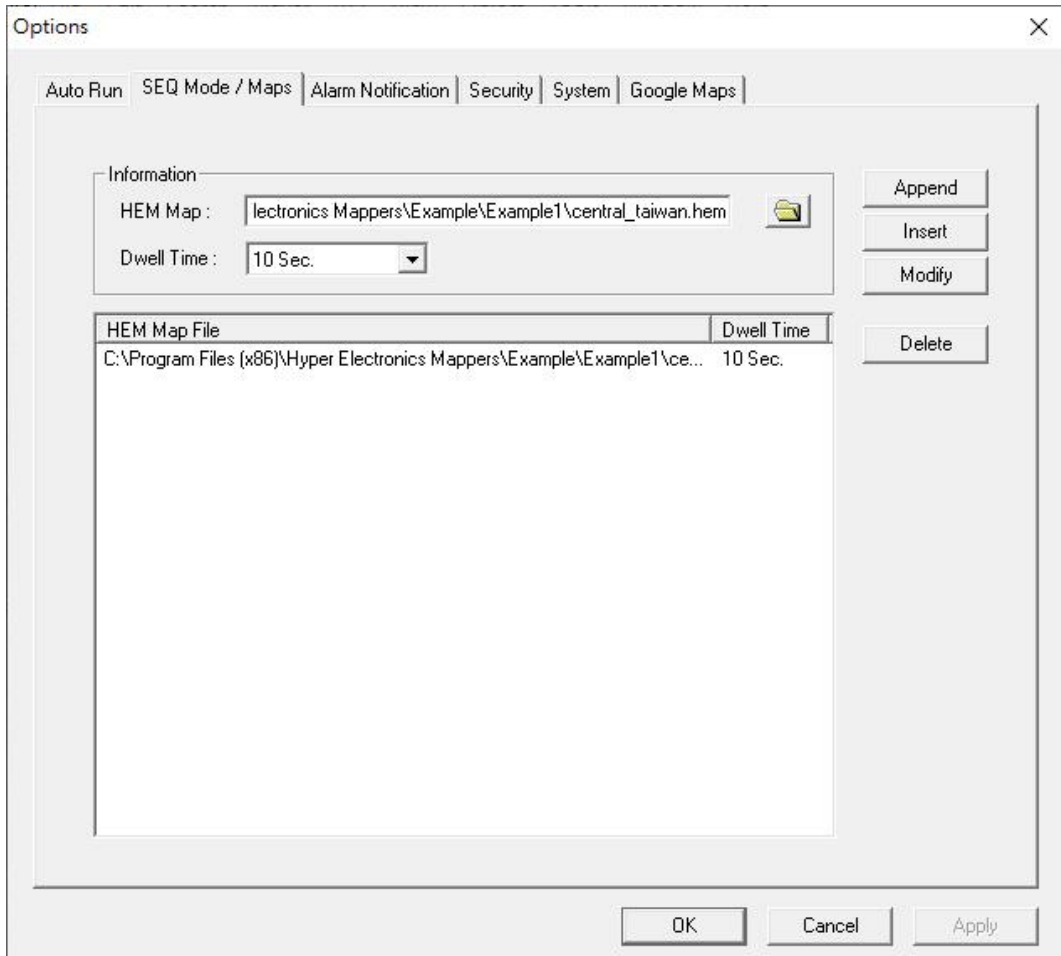 Options
Auto Run SEQ Mode / Maps Alarm Notification Security System Google Maps
Information
HEM Map : lectronics Mappers\Example\Example1\central_taiwan.hem
Dwell Time : 10 Sec.
Append
Insert
Modify
Delete
HEM Map File Dwell Time
C:\Program Files (x86)\Hyper Electronics Mappers\Example\Example1\ce... 10 Sec.
OK Cancel Apply